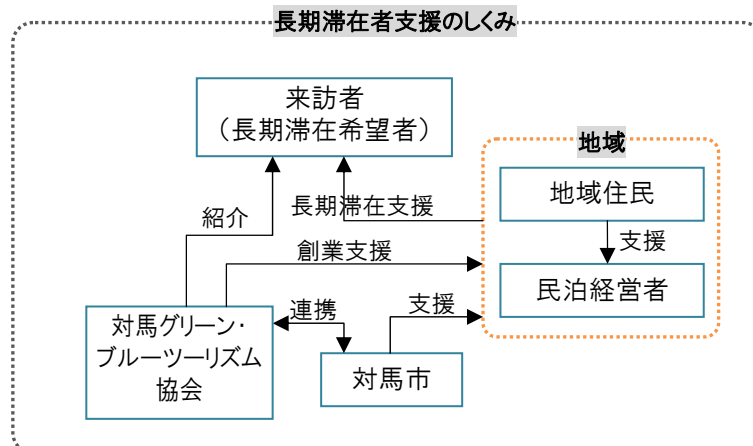 長期滞在者支援のしくみ
来訪者
（長期滞在希望者）
地域
地域住民
紹介
長期滞在支援
支援
創業支援
民泊経営者
連携
支援
対馬グリーン・
ブルーツーリズム
協会
対馬市